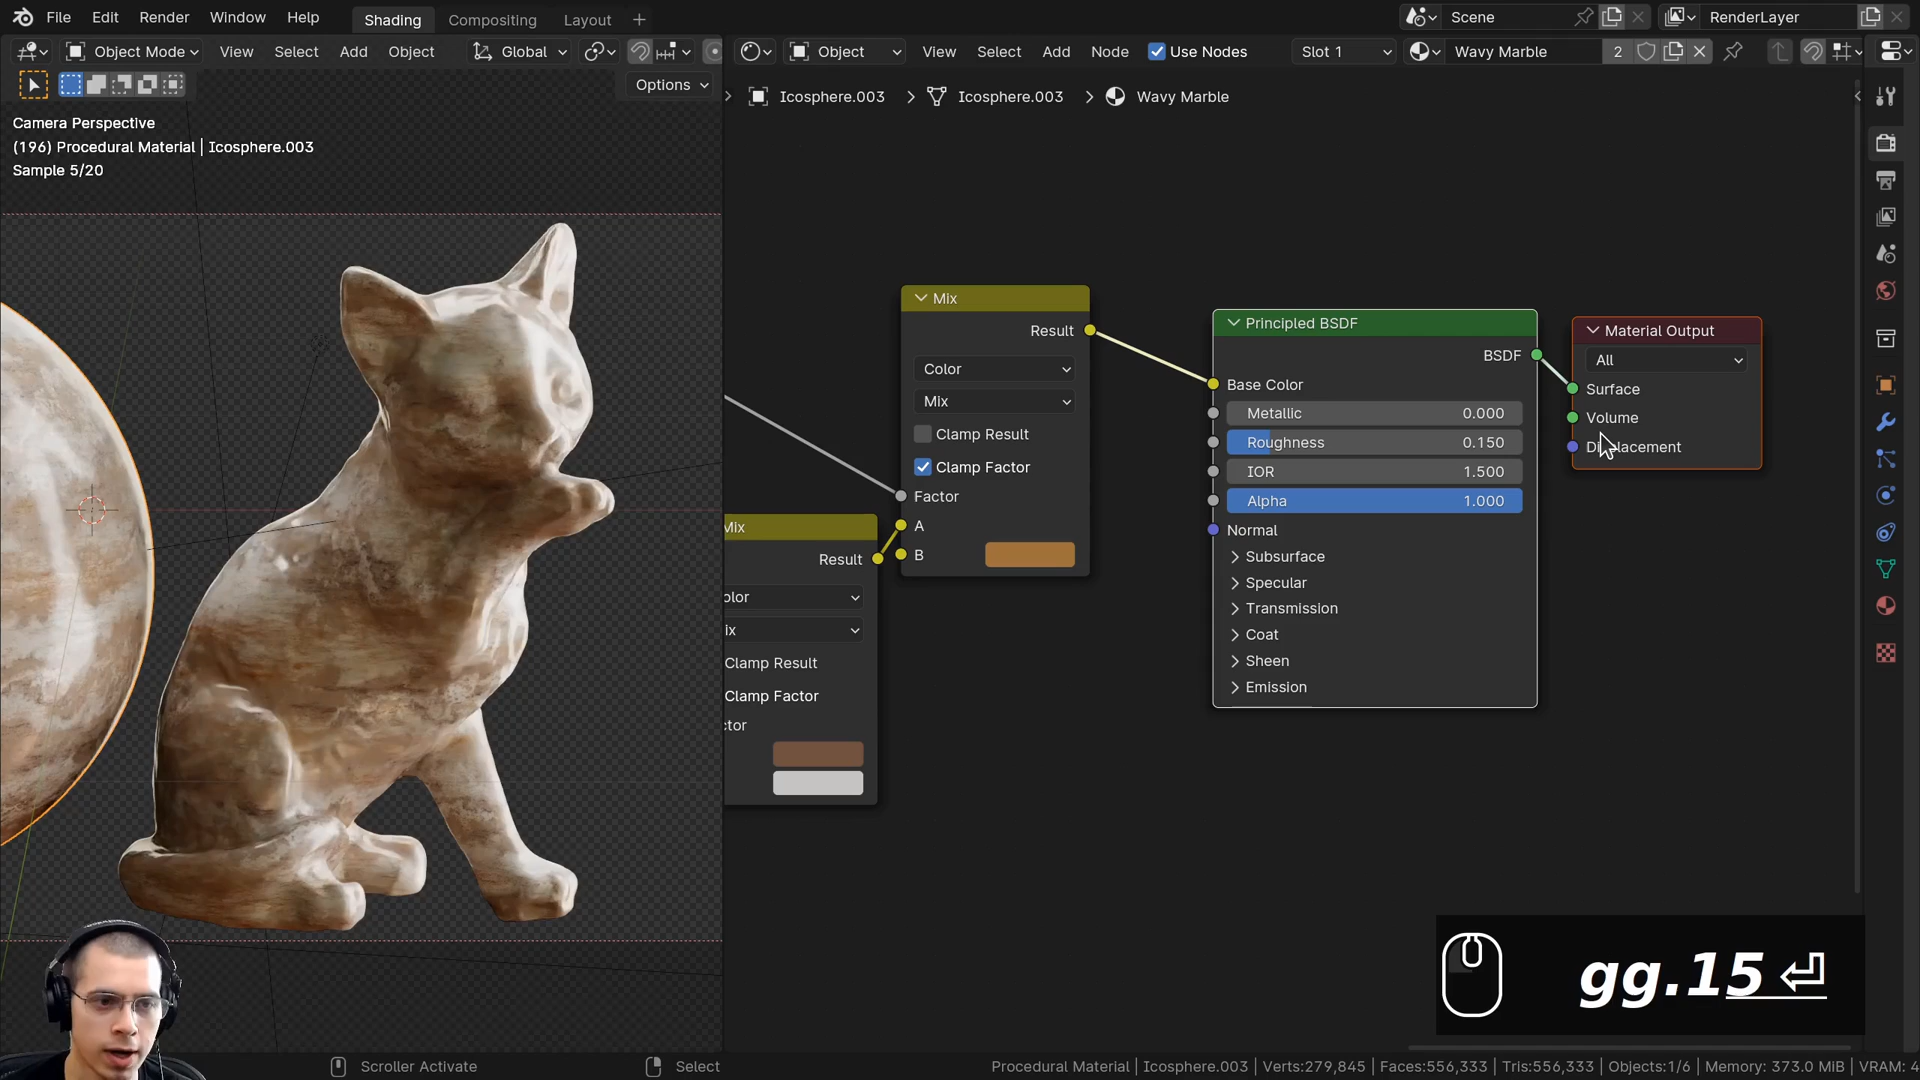 File Edit Render Window Help Shading Compositing Layout + Scene RenderLayer
Object Mode View Select Add Object Global Object View Select Add Node Use Nodes Slot 1 Wavy Marble 2
Options
Icosphere.003 > Icosphere.003 > Wavy Marble
Camera Perspective
(196) Procedural Material | Icosphere.003
Sample 5/20
Mix
Result
Color
Mix
Clamp Result
Clamp Factor
Factor
A
B
Mix
Result
olor
ix
Clamp Result
Clamp Factor
ctor
Principled BSDF
BSDF
Base Color
Metallic 0.000
Roughness 0.150
IOR 1.500
Alpha 1.000
Normal
Subsurface
Specular
Transmission
Coat
Sheen
Emission
Material Output
All
Surface
Volume
Displacement
gg.15 ⏎
Scroller Activate Select Procedural Material | Icosphere.003 | Verts:279,845 | Faces:556,333 | Tris:556,333 | Objects:1/6 | Memory: 373.0 MiB | VRAM: 4